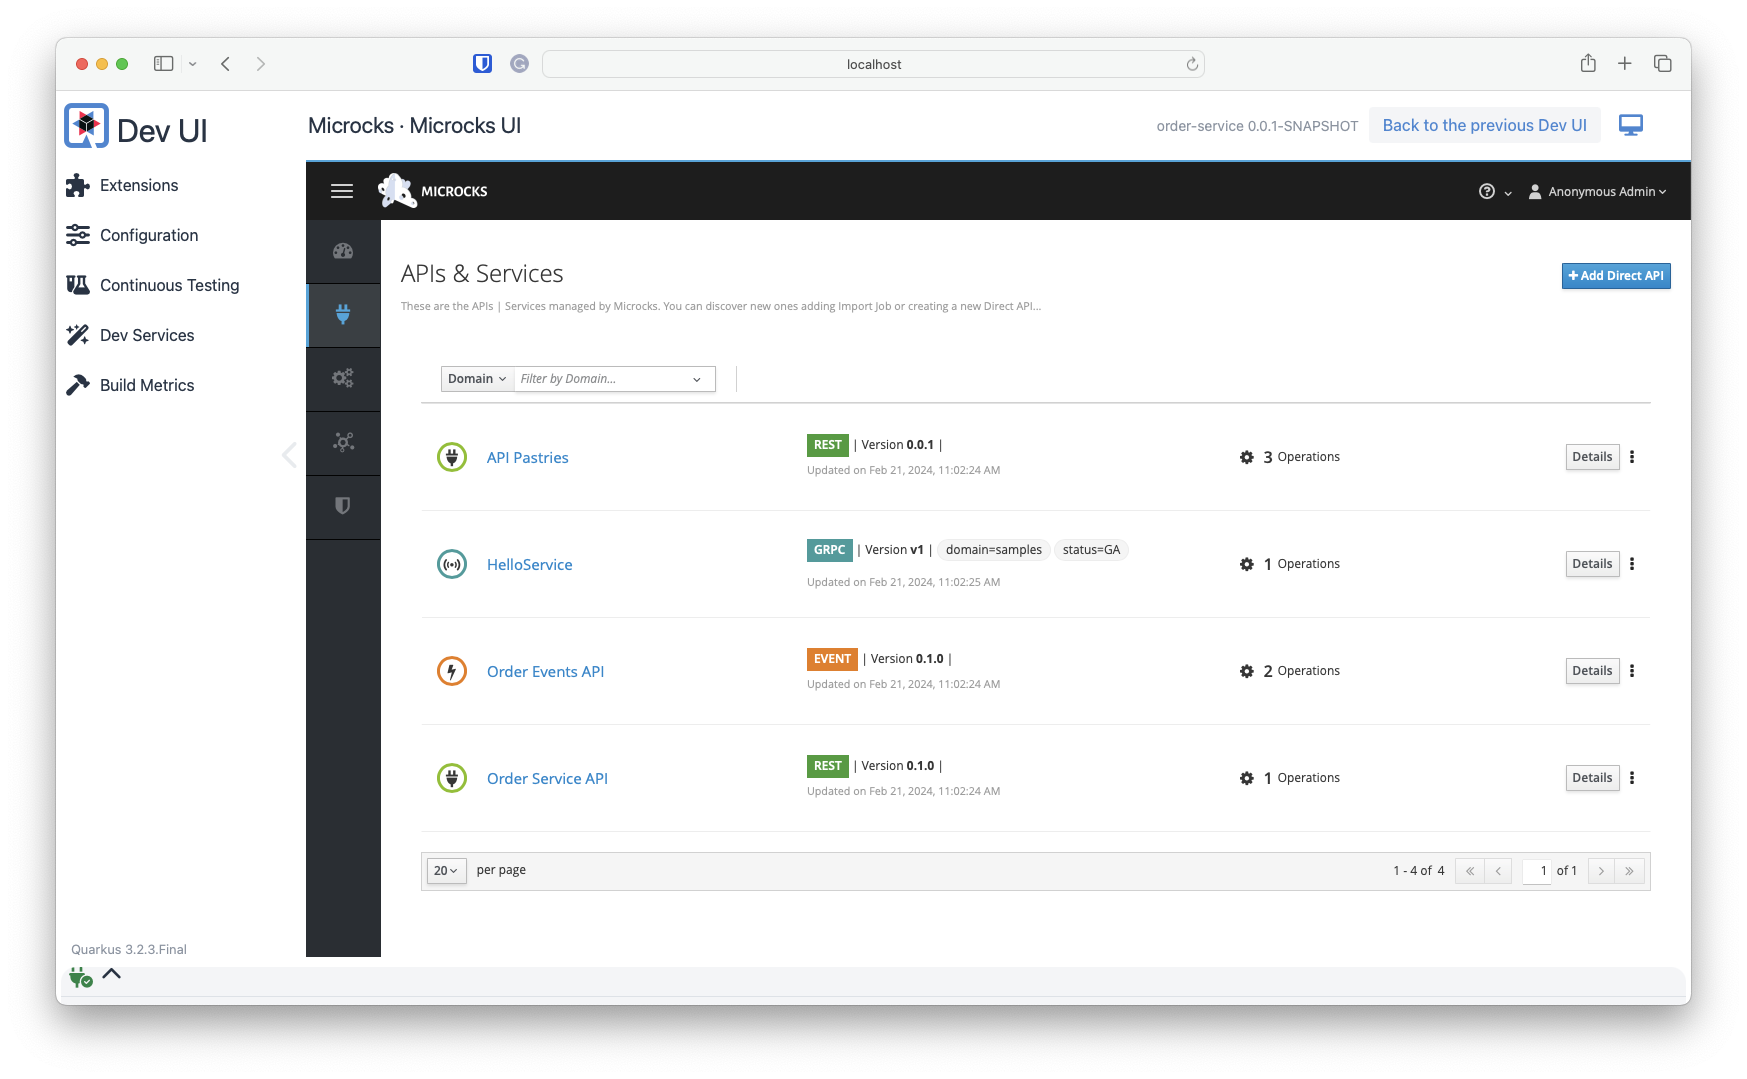 localhost
Dev UI
Microcks · Microcks UI
order-service 0.0.1-SNAPSHOT
Back to the previous Dev UI
Extensions
Configuration
Continuous Testing
Dev Services
Build Metrics
MICROCKS
Anonymous Admin
APIs & Services
+ Add Direct API
These are the APIs | Services managed by Microcks. You can discover new ones adding Import Job or creating a new Direct API...
Domain
Filter by Domain...
API Pastries
REST | Version 0.0.1 |
Updated on Feb 21, 2024, 11:02:24 AM
3 Operations
Details
HelloService
GRPC | Version v1 | domain=samples status=GA
Updated on Feb 21, 2024, 11:02:25 AM
1 Operations
Details
Order Events API
EVENT | Version 0.1.0 |
Updated on Feb 21, 2024, 11:02:24 AM
2 Operations
Details
Order Service API
REST | Version 0.1.0 |
Updated on Feb 21, 2024, 11:02:24 AM
1 Operations
Details
20 per page
1 - 4 of 4
« ‹ 1 of 1 › »
Quarkus 3.2.3.Final